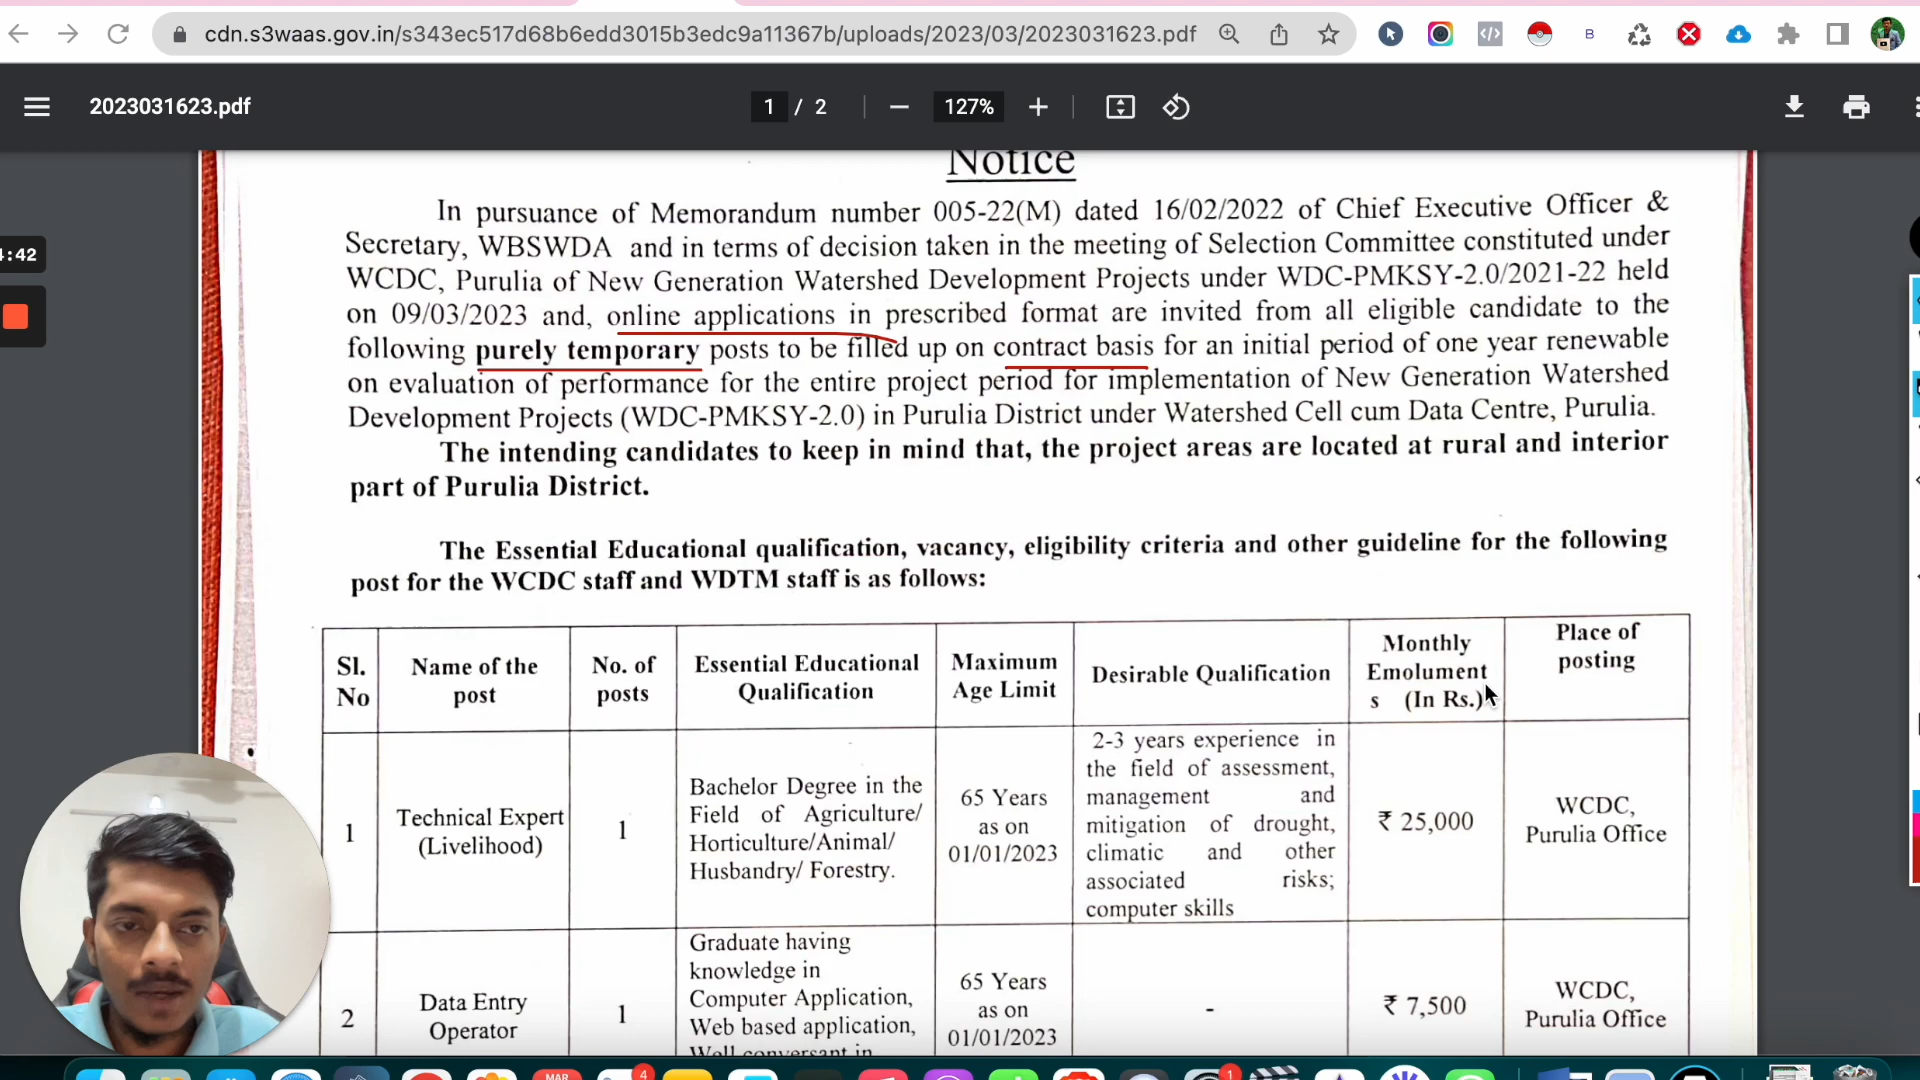 cdn.s3waas.gov.in/s343ec517d68b6edd3015b3edc9a11367b/uploads/2023/03/2023031623.pdf
B
2023031623.pdf
1 / 2
127%
Notice
In pursuance of Memorandum number 005-22(M) dated 16/02/2022 of Chief Executive Officer &
Secretary, WBSWDA and in terms of decision taken in the meeting of Selection Committee constituted under
:42
WCDC, Purulia of New Generation Watershed Development Projects under WDC-PMKSY-2.0/2021-22 held
on 09/03/2023 and, online applications in prescribed format are invited from all eligible candidate to the
following purely temporary posts to be filled up on contract basis for an initial period of one year renewable
on evaluation of performance for the entire project period for implementation of New Generation Watershed
Development Projects (WDC-PMKSY-2.0) in Purulia District under Watershed Cell cum Data Centre, Purulia.
The intending candidates to keep in mind that, the project areas are located at rural and interior
part of Purulia District.
The Essential Educational qualification, vacancy, eligibility criteria and other guideline for the following
post for the WCDC staff and WDTM staff is as follows:
Sl.
No
Name of the
post
No. of
posts
Essential Educational
Qualification
Maximum
Age Limit
Desirable Qualification
Monthly
Emolument
s (In Rs.)
Place of
posting
1
Technical Expert
(Livelihood)
1
Bachelor Degree in the
Field of Agriculture/
Horticulture/Animal/
Husbandry/ Forestry.
65 Years
as on
01/01/2023
2-3 years experience in
the field of assessment,
management and
mitigation of drought,
climatic and other
associated risks;
computer skills
₹ 25,000
WCDC,
Purulia Office
2
Data Entry
Operator
1
Graduate having
knowledge in
Computer Application,
Web based application,
Well conversant in
65 Years
as on
01/01/2023
-
₹ 7,500
WCDC,
Purulia Office
MAR
4
1